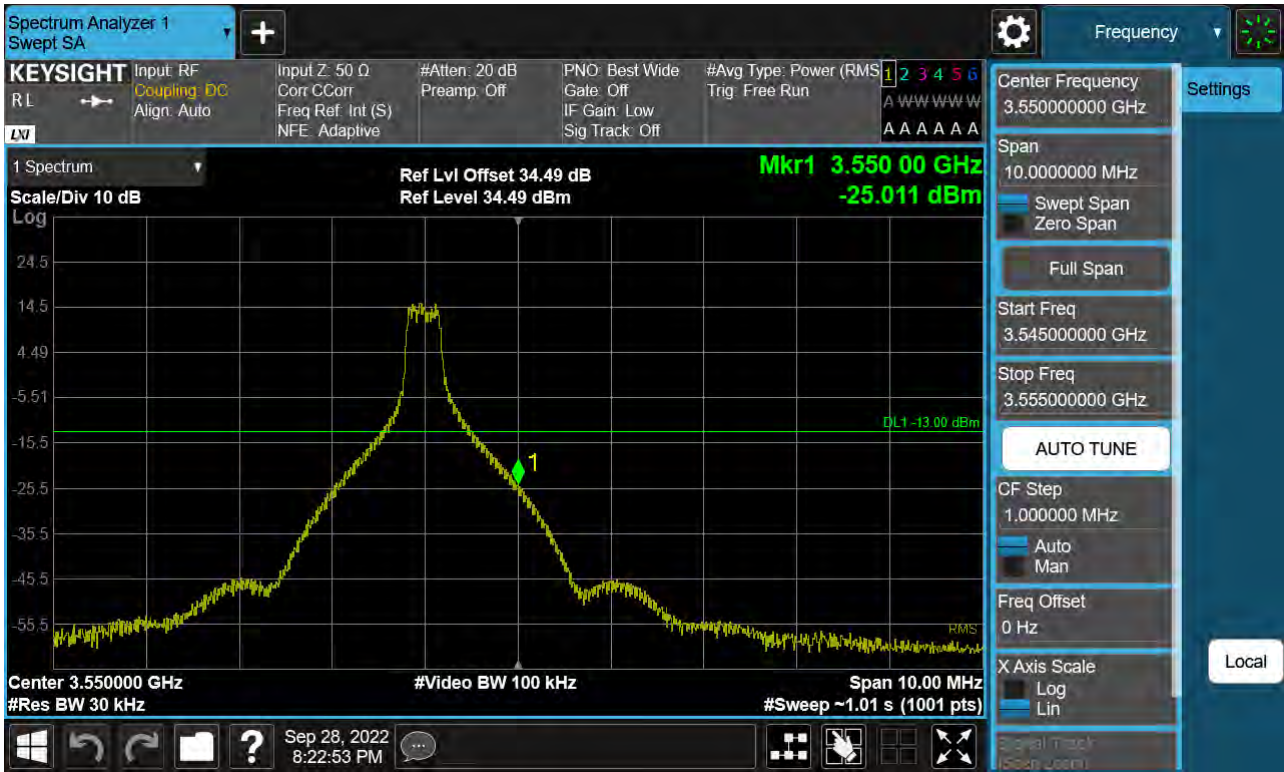 Spectrum Analyzer 1
Swept SA
+
Frequency
KEYSIGHT
RL
LXI
Input: RF
Coupling: DC
Align: Auto
Input Z: 50 Ω
Corr CCorr
Freq Ref: Int (S)
NFE: Adaptive
#Atten: 20 dB
Preamp: Off
PNO: Best Wide
Gate: Off
IF Gain: Low
Sig Track: Off
#Avg Type: Power (RMS
Trig: Free Run
1 2 3 4 5 6
A W W W W W
A A A A A A
1 Spectrum
Scale/Div 10 dB
Log
Ref Lvl Offset 34.49 dB
Ref Level 34.49 dBm
Mkr1 3.550 00 GHz
-25.011 dBm
24.5
14.5
4.49
-5.51
-15.5
-25.5
-35.5
-45.5
-55.5
DL1 -13.00 dBm
1
RMS
Center 3.550000 GHz
#Res BW 30 kHz
#Video BW 100 kHz
Span 10.00 MHz
#Sweep ~1.01 s (1001 pts)
Center Frequency
3.550000000 GHz
Span
10.0000000 MHz
Swept Span
Zero Span
Full Span
Start Freq
3.545000000 GHz
Stop Freq
3.555000000 GHz
AUTO TUNE
CF Step
1.000000 MHz
Auto
Man
Freq Offset
0 Hz
X Axis Scale
Log
Lin
Signal Track
(Span Zoom)
Settings
Local
?
Sep 28, 2022
8:22:53 PM